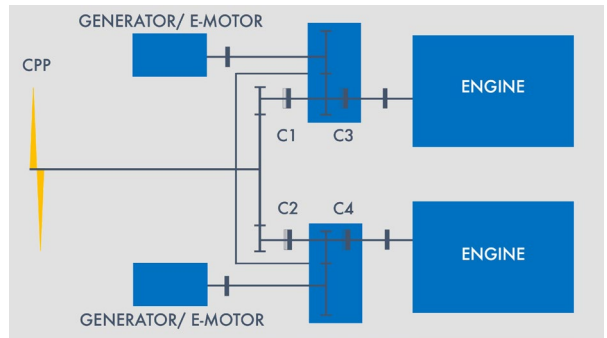 GENERATOR/ E-MOTOR
CPP
ENGINE
C1
C3
C2
C4
ENGINE
GENERATOR/ E-MOTOR